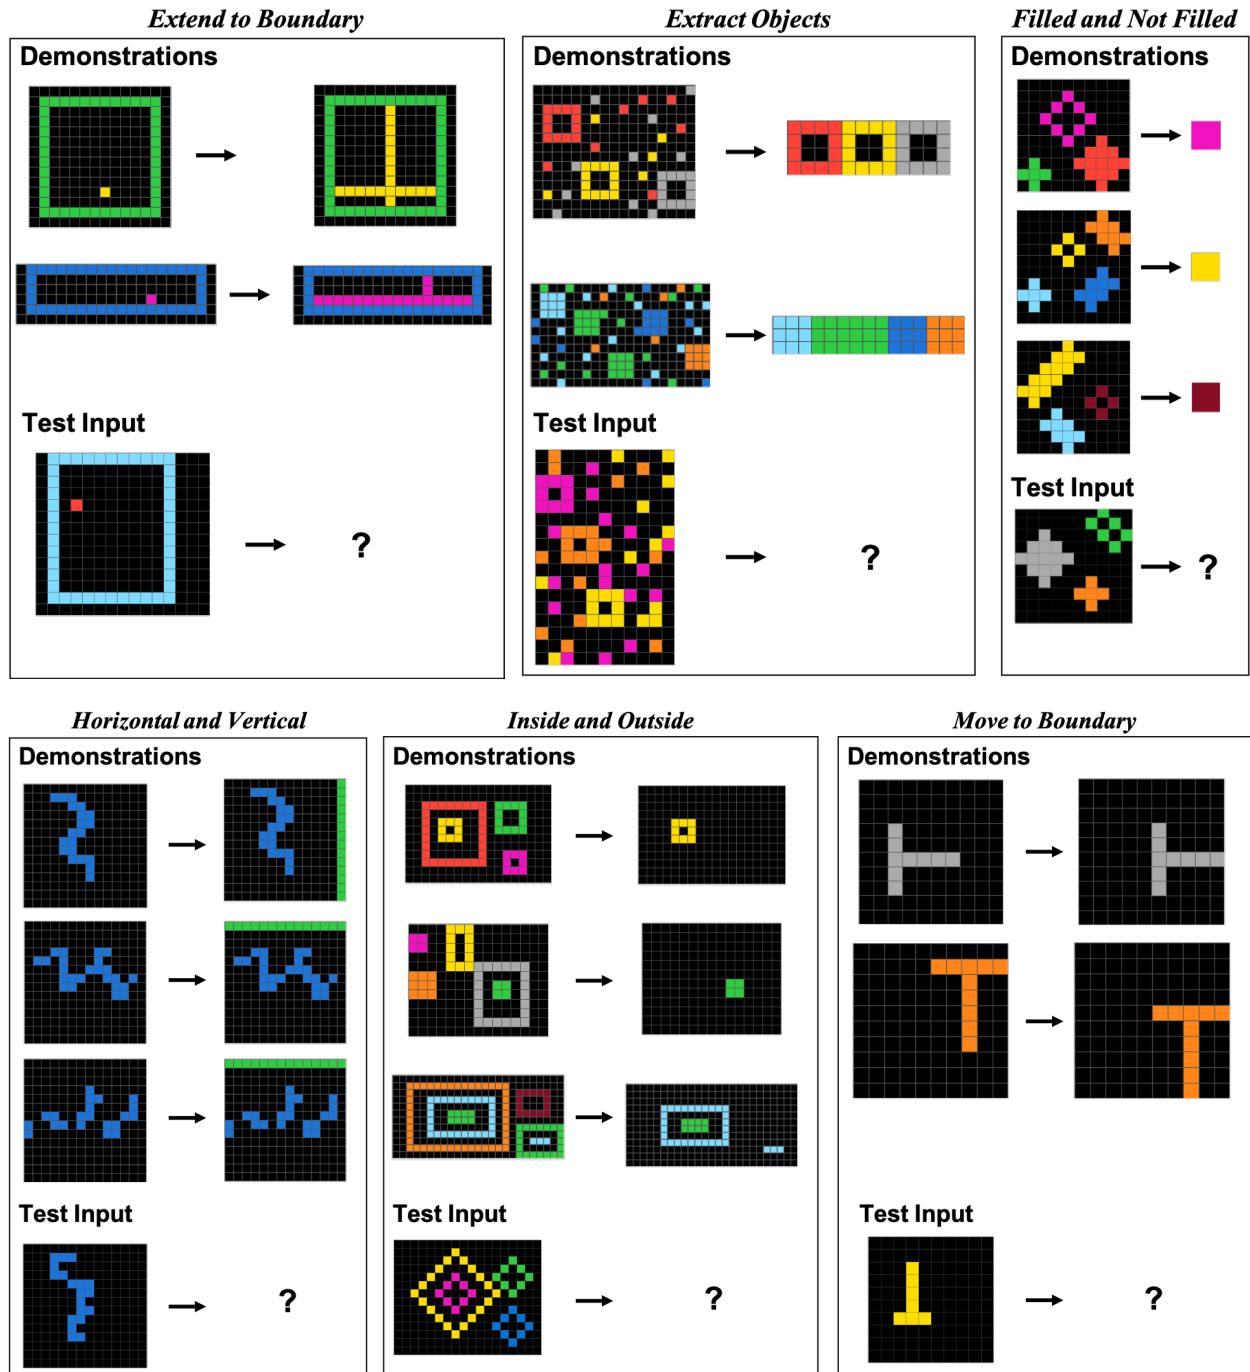 Extend to Boundary
Demonstrations
Test Input
?
Extract Objects
Demonstrations
Test Input
?
Filled and Not Filled
Demonstrations
Test Input
?
Horizontal and Vertical
Demonstrations
Test Input
?
Inside and Outside
Demonstrations
Test Input
?
Move to Boundary
Demonstrations
Test Input
?